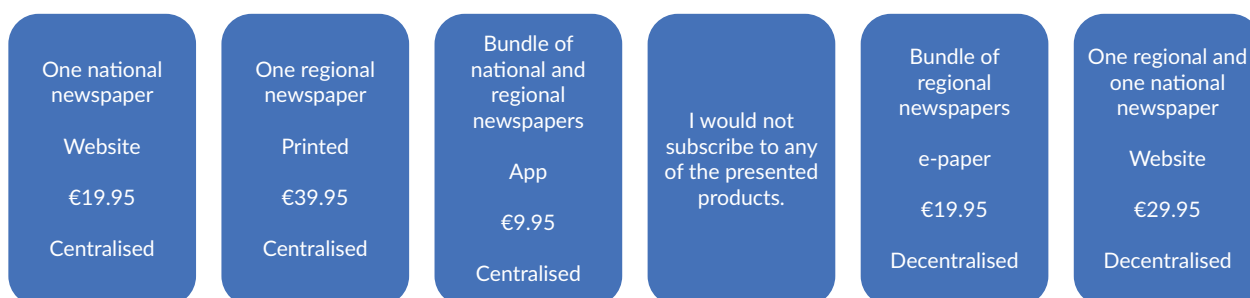 One national
newspaper
Website
€19.95
Centralised
One regional
newspaper
Printed
€39.95
Centralised
Bundle of
national and
regional
newspapers
App
€9.95
Centralised
I would not
subscribe to any
of the presented
products.
Bundle of
regional
newspapers
e-paper
€19.95
Decentralised
One regional and
one national
newspaper
Website
€29.95
Decentralised